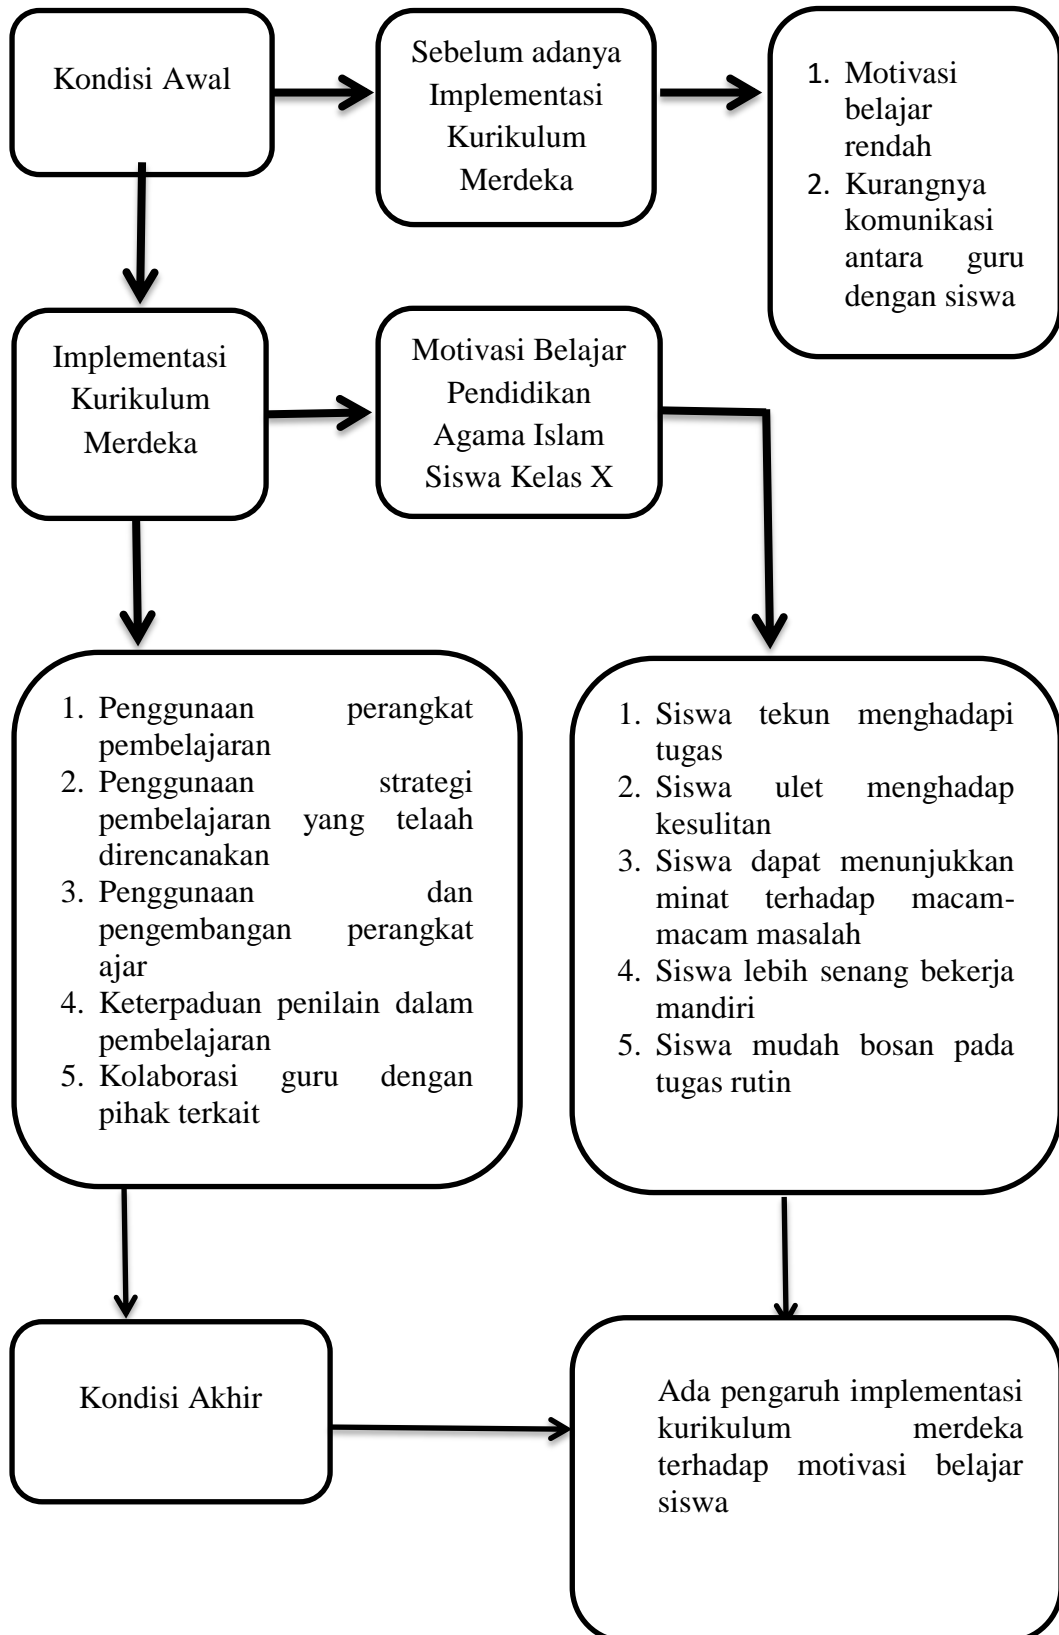 Kondisi Awal
Sebelum adanya
Implementasi
Kurikulum
Merdeka
1. Motivasi
belajar
rendah
2. Kurangnya
komunikasi
antara guru
dengan siswa
Implementasi
Kurikulum
Merdeka
Motivasi Belajar
Pendidikan
Agama Islam
Siswa Kelas X
1. Penggunaan perangkat
pembelajaran
2. Penggunaan strategi
pembelajaran yang telaah
direncanakan
3. Penggunaan dan
pengembangan perangkat
ajar
4. Keterpaduan penilain dalam
pembelajaran
5. Kolaborasi guru dengan
pihak terkait
1. Siswa tekun menghadapi
tugas
2. Siswa ulet menghadap
kesulitan
3. Siswa dapat menunjukkan
minat terhadap macam-
macam masalah
4. Siswa lebih senang bekerja
mandiri
5. Siswa mudah bosan pada
tugas rutin
Kondisi Akhir
Ada pengaruh implementasi
kurikulum merdeka
terhadap motivasi belajar
siswa